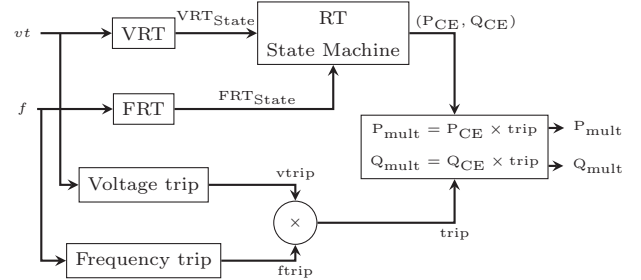 vt
VRT
VRT_State
RT
State Machine
(P_CE, Q_CE)
f
FRT
FRT_State
P_mult = P_CE × trip
Q_mult = Q_CE × trip
P_mult
Q_mult
Voltage trip
vtrip
×
trip
Frequency trip
ftrip